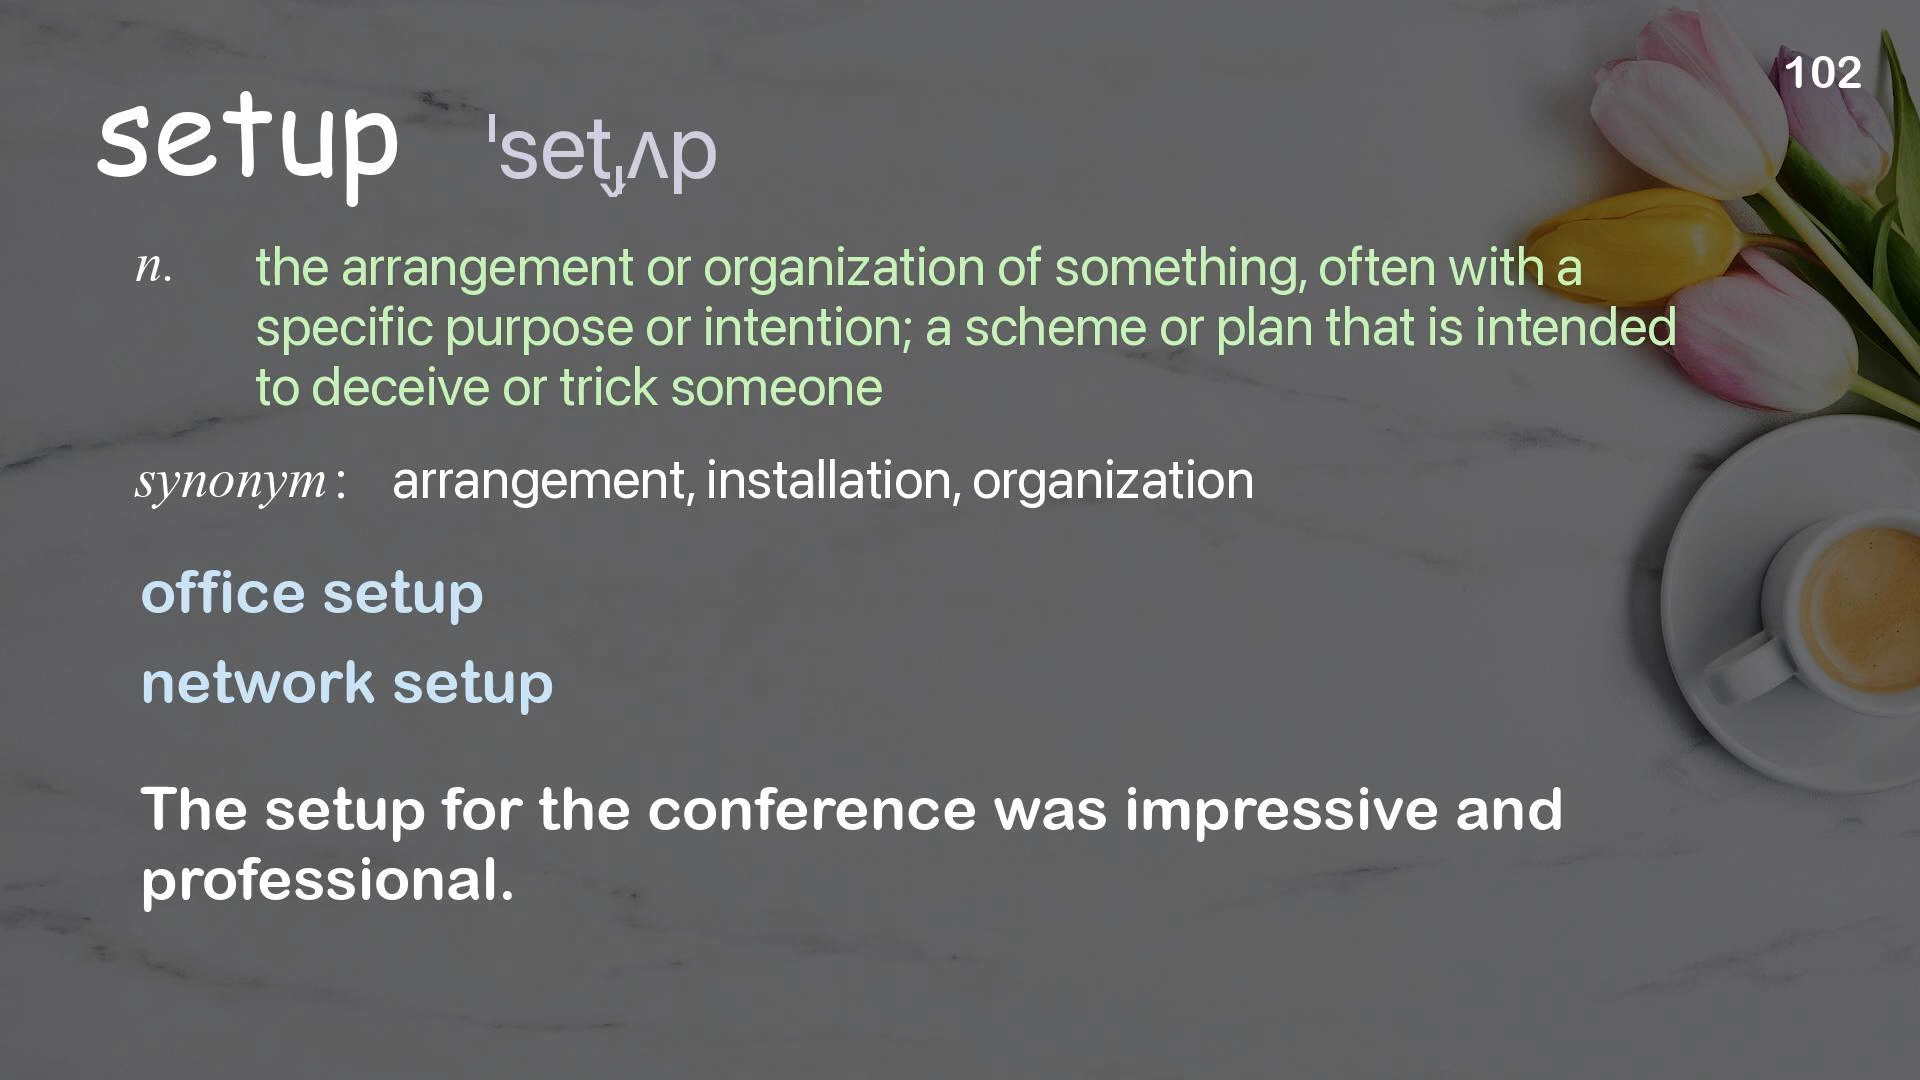 102
setup ˈset̬ˌʌp
n. the arrangement or organization of something, often with a
specific purpose or intention; a scheme or plan that is intended
to deceive or trick someone
synonym : arrangement, installation, organization
office setup
network setup
The setup for the conference was impressive and
professional.